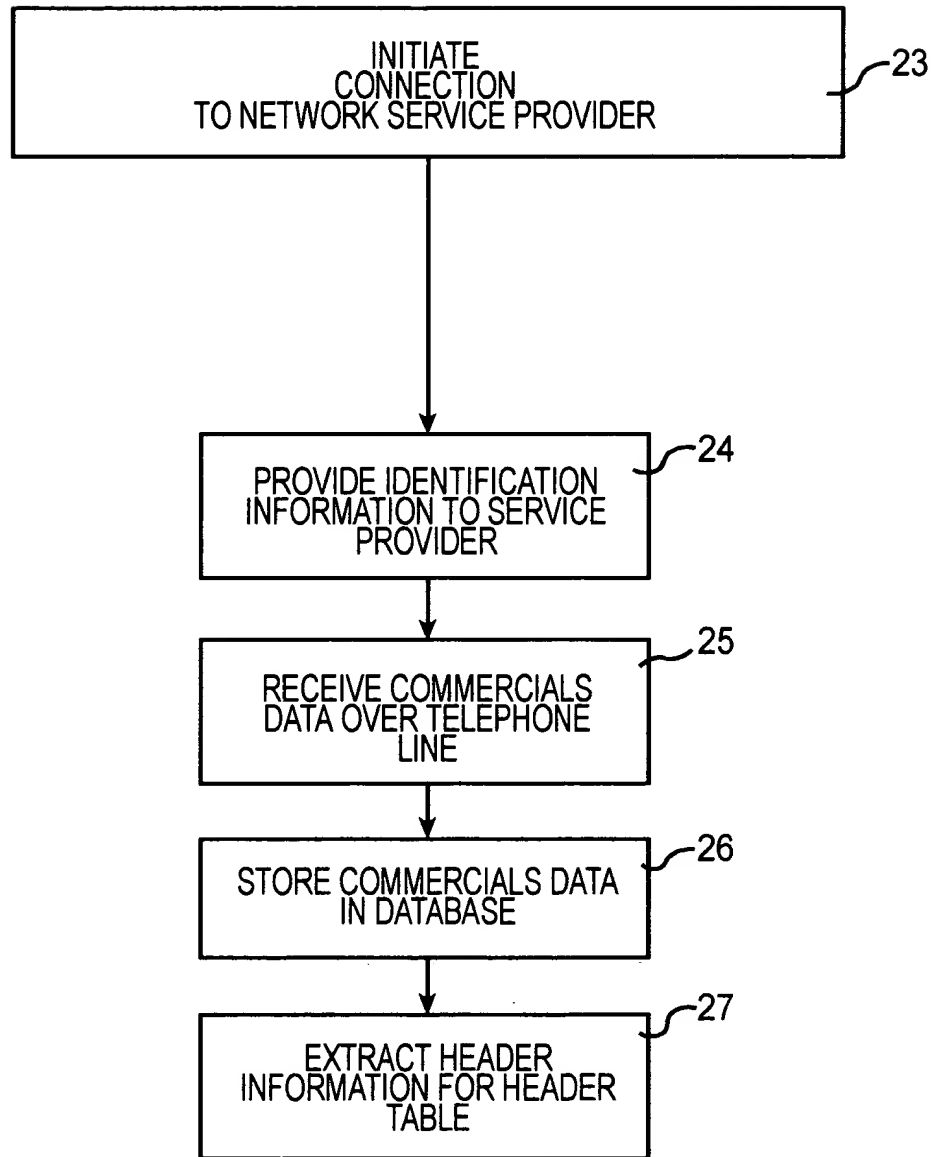 INITIATE
CONNECTION
TO NETWORK SERVICE PROVIDER
23
PROVIDE IDENTIFICATION
INFORMATION TO SERVICE
PROVIDER
24
RECEIVE COMMERCIALS
DATA OVER TELEPHONE
LINE
25
STORE COMMERCIALS DATA
IN DATABASE
26
EXTRACT HEADER
INFORMATION FOR HEADER
TABLE
27